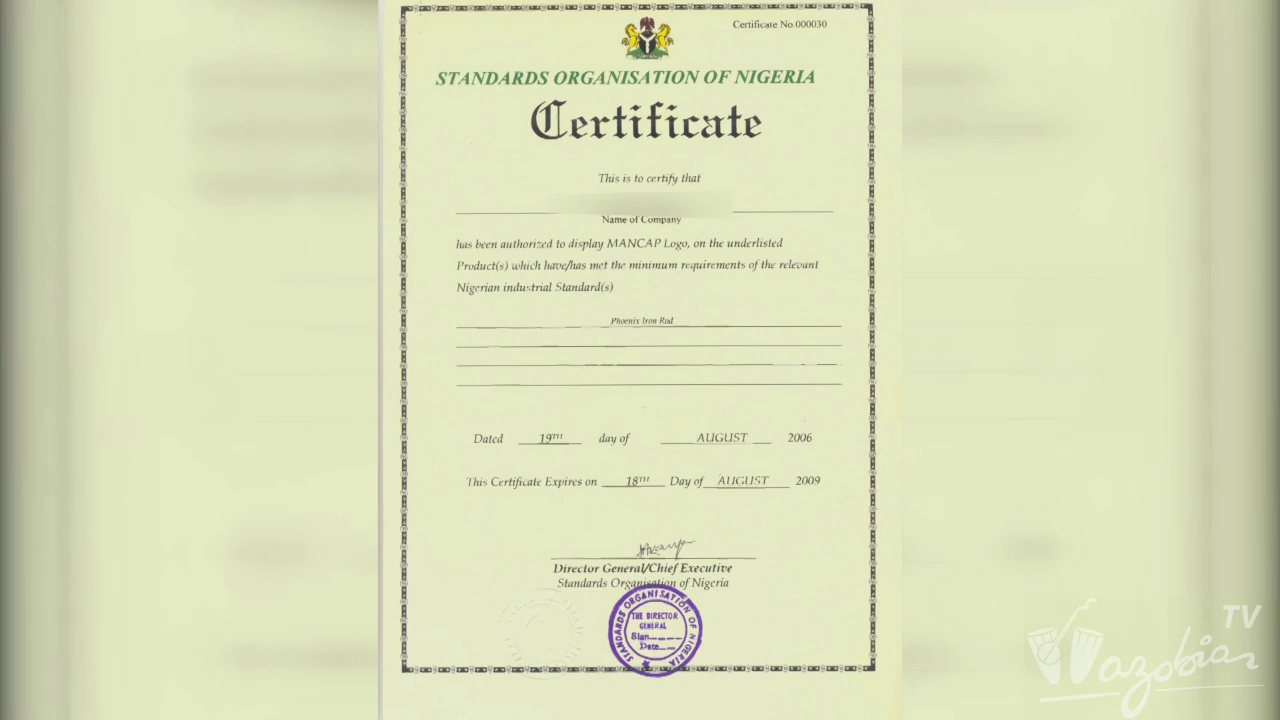 Certificate No.000030
STANDARDS ORGANISATION OF NIGERIA
Certificate
This is to certify that
Name of Company
has been authorized to display MANCAP Logo, on the underlisted
Product(s) which have/has met the minimum requirements of the relevant
Nigerian industrial Standard(s)
Phoenix Iron Rod
Dated 19TH day of AUGUST 2006
This Certificate Expires on 18TH Day of AUGUST 2009
Director General/Chief Executive
Standards Organisation of Nigeria
STANDARDS ORGANISATION OF NIGERIA
THE DIRECTOR
GENERAL
Sign
Date
TV
Wazobia